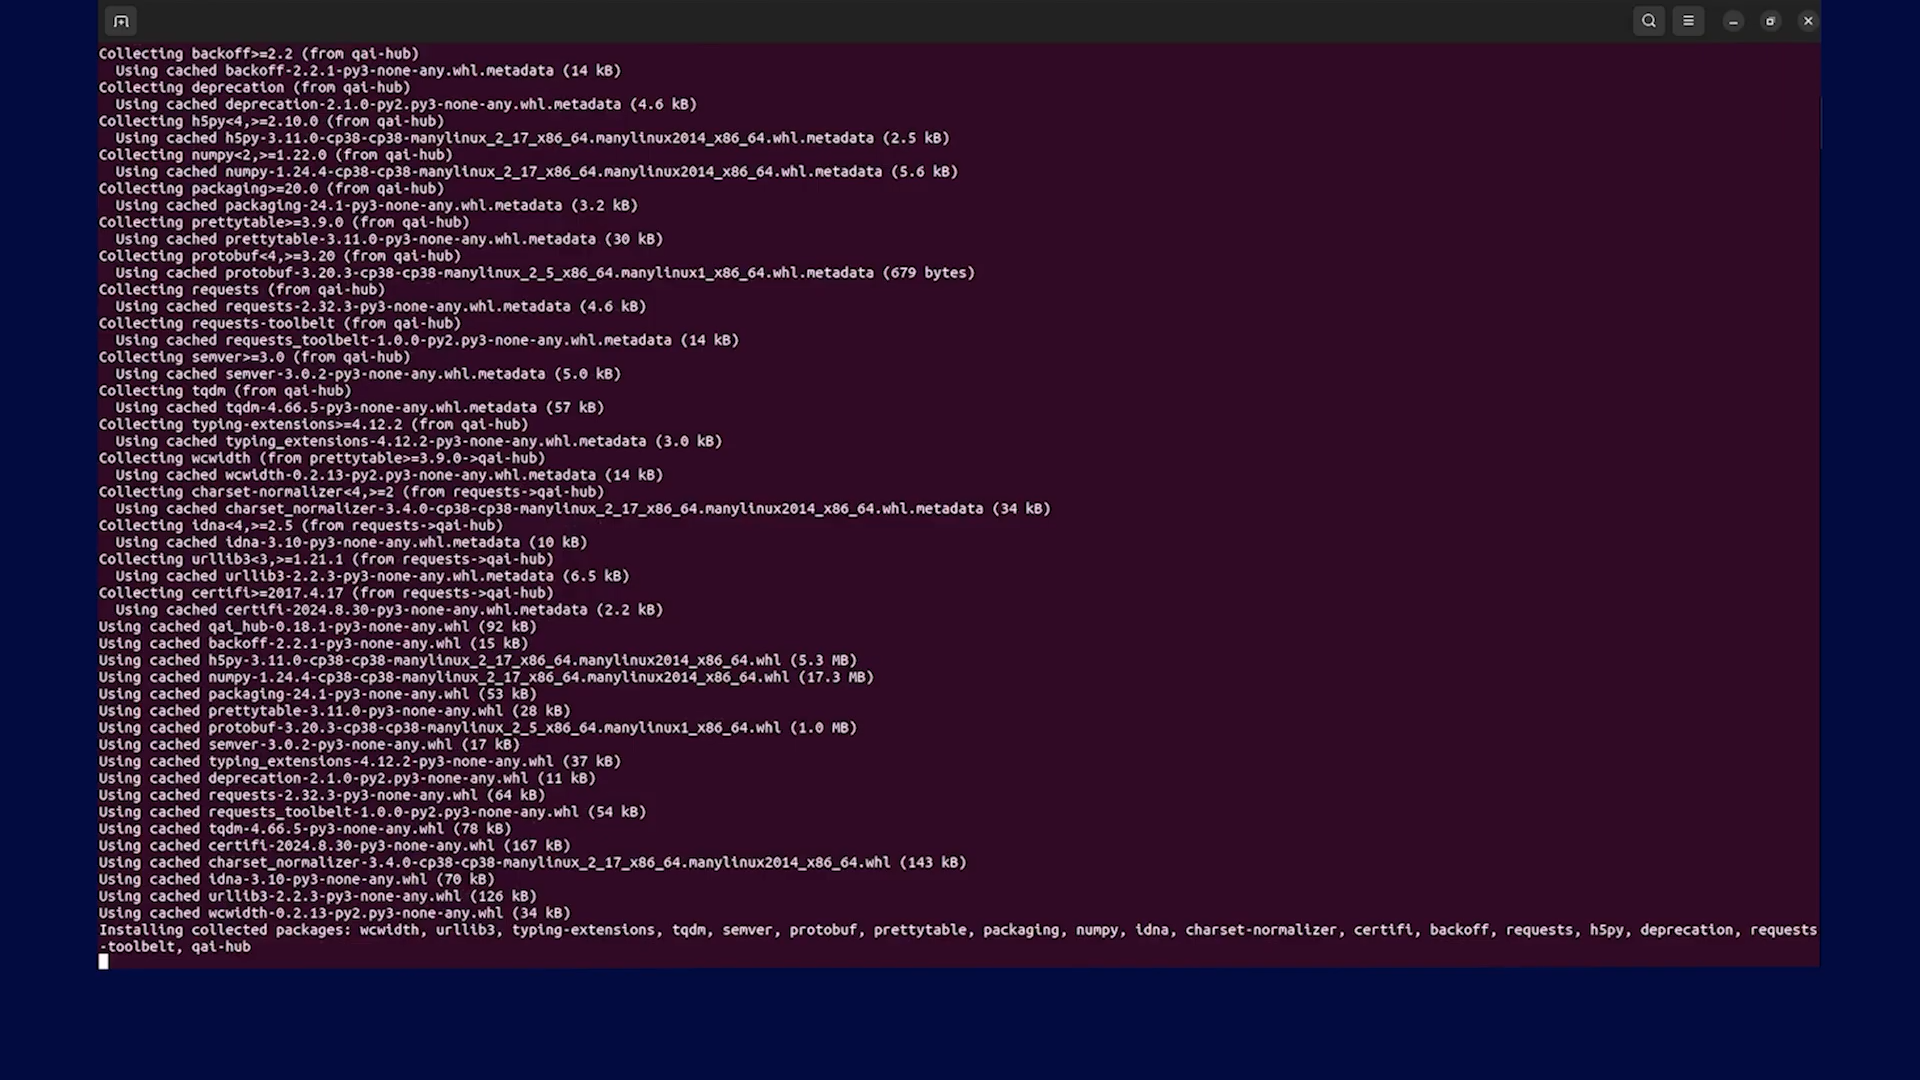 Collecting backoff>=2.2 (from qai-hub)
  Using cached backoff-2.2.1-py3-none-any.whl.metadata (14 kB)
Collecting deprecation (from qai-hub)
  Using cached deprecation-2.1.0-py2.py3-none-any.whl.metadata (4.6 kB)
Collecting h5py<4,>=2.10.0 (from qai-hub)
  Using cached h5py-3.11.0-cp38-cp38-manylinux_2_17_x86_64.manylinux2014_x86_64.whl.metadata (2.5 kB)
Collecting numpy<2,>=1.22.0 (from qai-hub)
  Using cached numpy-1.24.4-cp38-cp38-manylinux_2_17_x86_64.manylinux2014_x86_64.whl.metadata (5.6 kB)
Collecting packaging>=20.0 (from qai-hub)
  Using cached packaging-24.1-py3-none-any.whl.metadata (3.2 kB)
Collecting prettytable>=3.9.0 (from qai-hub)
  Using cached prettytable-3.11.0-py3-none-any.whl.metadata (30 kB)
Collecting protobuf<4,>=3.20 (from qai-hub)
  Using cached protobuf-3.20.3-cp38-cp38-manylinux_2_5_x86_64.manylinux1_x86_64.whl.metadata (679 bytes)
Collecting requests (from qai-hub)
  Using cached requests-2.32.3-py3-none-any.whl.metadata (4.6 kB)
Collecting requests-toolbelt (from qai-hub)
  Using cached requests_toolbelt-1.0.0-py2.py3-none-any.whl.metadata (14 kB)
Collecting semver>=3.0 (from qai-hub)
  Using cached semver-3.0.2-py3-none-any.whl.metadata (5.0 kB)
Collecting tqdm (from qai-hub)
  Using cached tqdm-4.66.5-py3-none-any.whl.metadata (57 kB)
Collecting typing-extensions>=4.12.2 (from qai-hub)
  Using cached typing_extensions-4.12.2-py3-none-any.whl.metadata (3.0 kB)
Collecting wcwidth (from prettytable>=3.9.0->qai-hub)
  Using cached wcwidth-0.2.13-py2.py3-none-any.whl.metadata (14 kB)
Collecting charset-normalizer<4,>=2 (from requests->qai-hub)
  Using cached charset_normalizer-3.4.0-cp38-cp38-manylinux_2_17_x86_64.manylinux2014_x86_64.whl.metadata (34 kB)
Collecting idna<4,>=2.5 (from requests->qai-hub)
  Using cached idna-3.10-py3-none-any.whl.metadata (10 kB)
Collecting urllib3<3,>=1.21.1 (from requests->qai-hub)
  Using cached urllib3-2.2.3-py3-none-any.whl.metadata (6.5 kB)
Collecting certifi>=2017.4.17 (from requests->qai-hub)
  Using cached certifi-2024.8.30-py3-none-any.whl.metadata (2.2 kB)
Using cached qai_hub-0.18.1-py3-none-any.whl (92 kB)
Using cached backoff-2.2.1-py3-none-any.whl (15 kB)
Using cached h5py-3.11.0-cp38-cp38-manylinux_2_17_x86_64.manylinux2014_x86_64.whl (5.3 MB)
Using cached numpy-1.24.4-cp38-cp38-manylinux_2_17_x86_64.manylinux2014_x86_64.whl (17.3 MB)
Using cached packaging-24.1-py3-none-any.whl (53 kB)
Using cached prettytable-3.11.0-py3-none-any.whl (28 kB)
Using cached protobuf-3.20.3-cp38-cp38-manylinux_2_5_x86_64.manylinux1_x86_64.whl (1.0 MB)
Using cached semver-3.0.2-py3-none-any.whl (17 kB)
Using cached typing_extensions-4.12.2-py3-none-any.whl (37 kB)
Using cached deprecation-2.1.0-py2.py3-none-any.whl (11 kB)
Using cached requests-2.32.3-py3-none-any.whl (64 kB)
Using cached requests_toolbelt-1.0.0-py2.py3-none-any.whl (54 kB)
Using cached tqdm-4.66.5-py3-none-any.whl (78 kB)
Using cached certifi-2024.8.30-py3-none-any.whl (167 kB)
Using cached charset_normalizer-3.4.0-cp38-cp38-manylinux_2_17_x86_64.manylinux2014_x86_64.whl (143 kB)
Using cached idna-3.10-py3-none-any.whl (70 kB)
Using cached urllib3-2.2.3-py3-none-any.whl (126 kB)
Using cached wcwidth-0.2.13-py2.py3-none-any.whl (34 kB)
Installing collected packages: wcwidth, urllib3, typing-extensions, tqdm, semver, protobuf, prettytable, packaging, numpy, idna, charset-normalizer, certifi, backoff, requests, h5py, deprecation, requests
-toolbelt, qai-hub